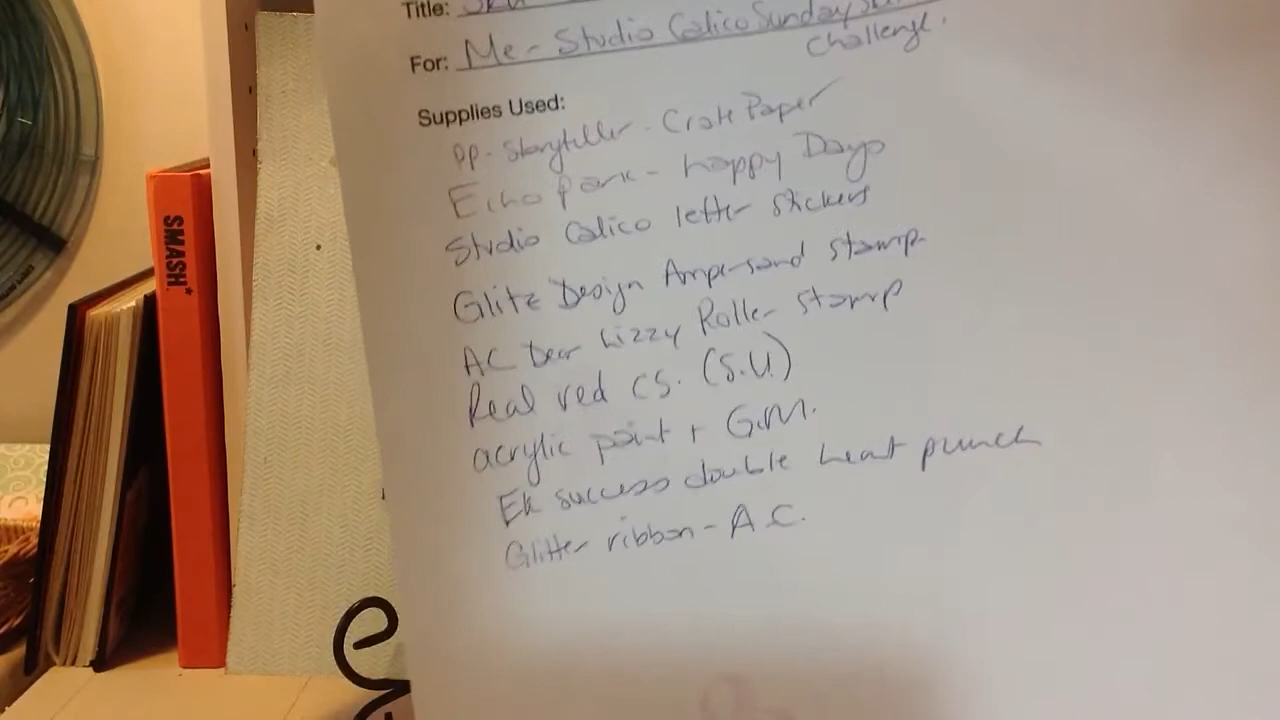 Title:
For: Me - Studio Calico Sunday
Challenge.
Supplies Used:
pp - Storyteller - Crate Paper
Echo park - happy Days
Studio Calico letter stickers
Glitz Design Ampersand stamp
AC Dear Lizzy Roller stamp
Real red CS. (S.U.)
acrylic paint + G.M.
Ek success double heat punch
Glitter ribbon - A.C.
SMASH*